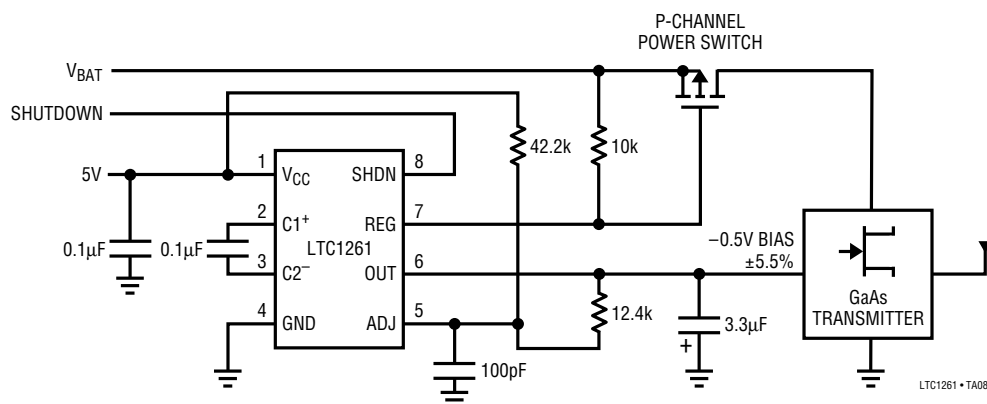 P-CHANNEL
POWER SWITCH
VBAT
SHUTDOWN
42.2k
10k
5V
1
VCC
SHDN
8
2
C1+
REG
7
0.1µF
0.1µF
LTC1261
3
C2–
OUT
6
–0.5V BIAS
±5.5%
4
GND
ADJ
5
12.4k
3.3µF
+
100pF
GaAs
TRANSMITTER
LTC1261 • TA08